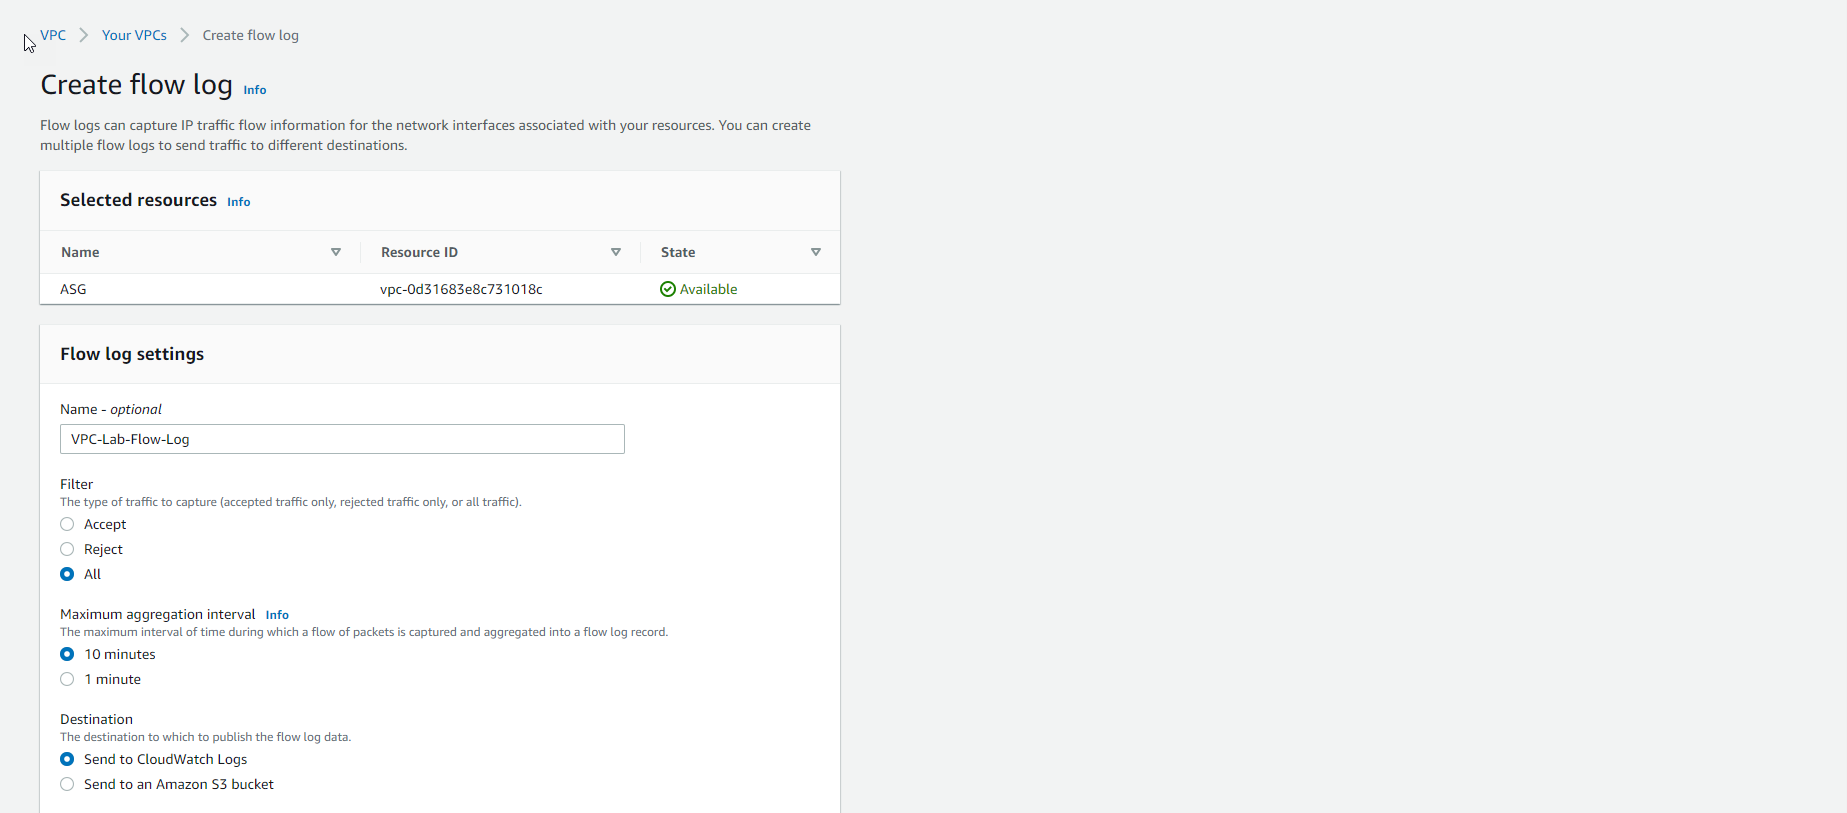 VPC > Your VPCs > Create flow log
Create flow log Info
Flow logs can capture IP traffic flow information for the network interfaces associated with your resources. You can create
multiple flow logs to send traffic to different destinations.
Selected resources Info
Name Resource ID State
ASG vpc-0d31683e8c731018c Available
Flow log settings
Name - optional
VPC-Lab-Flow-Log
Filter
The type of traffic to capture (accepted traffic only, rejected traffic only, or all traffic).
Accept
Reject
All
Maximum aggregation interval Info
The maximum interval of time during which a flow of packets is captured and aggregated into a flow log record.
10 minutes
1 minute
Destination
The destination to which to publish the flow log data.
Send to CloudWatch Logs
Send to an Amazon S3 bucket